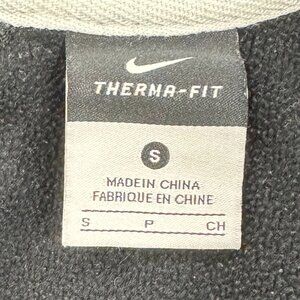 THERMA-FIT
S
MADE IN CHINA
FABRIQUE EN CHINE
S P CH